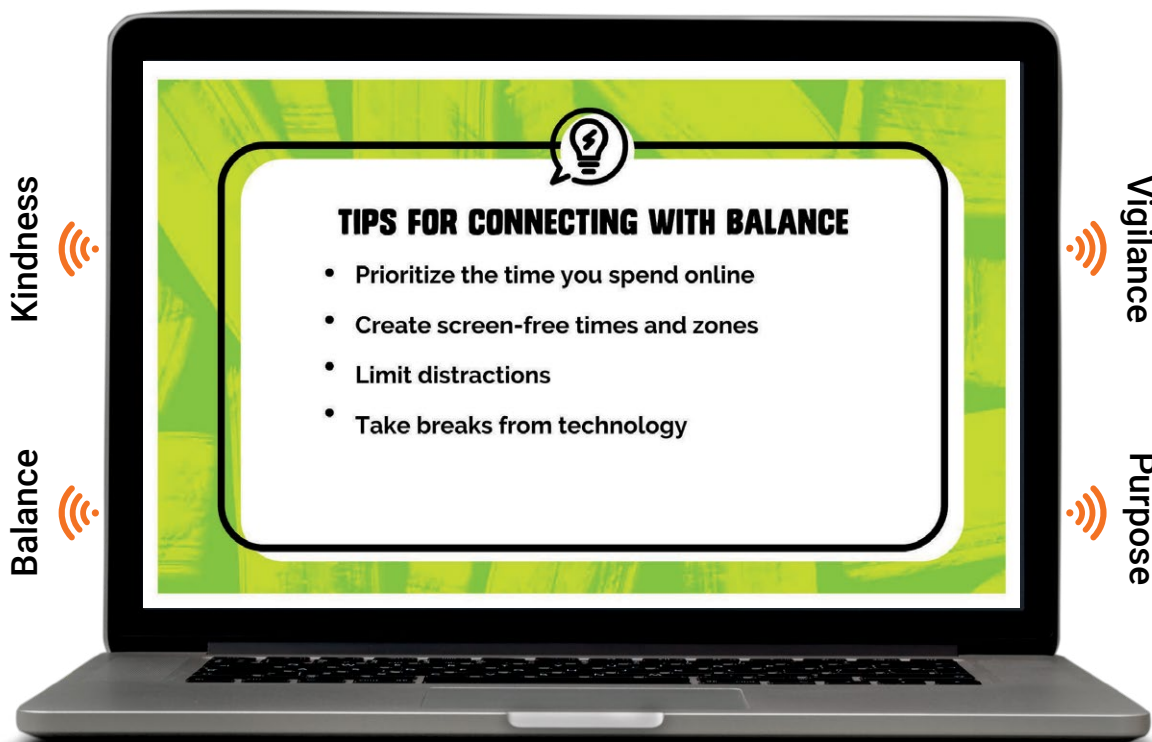 Kindness
Balance
TIPS FOR CONNECTING WITH BALANCE
• Prioritize the time you spend online
• Create screen-free times and zones
• Limit distractions
• Take breaks from technology
Vigilance
Purpose